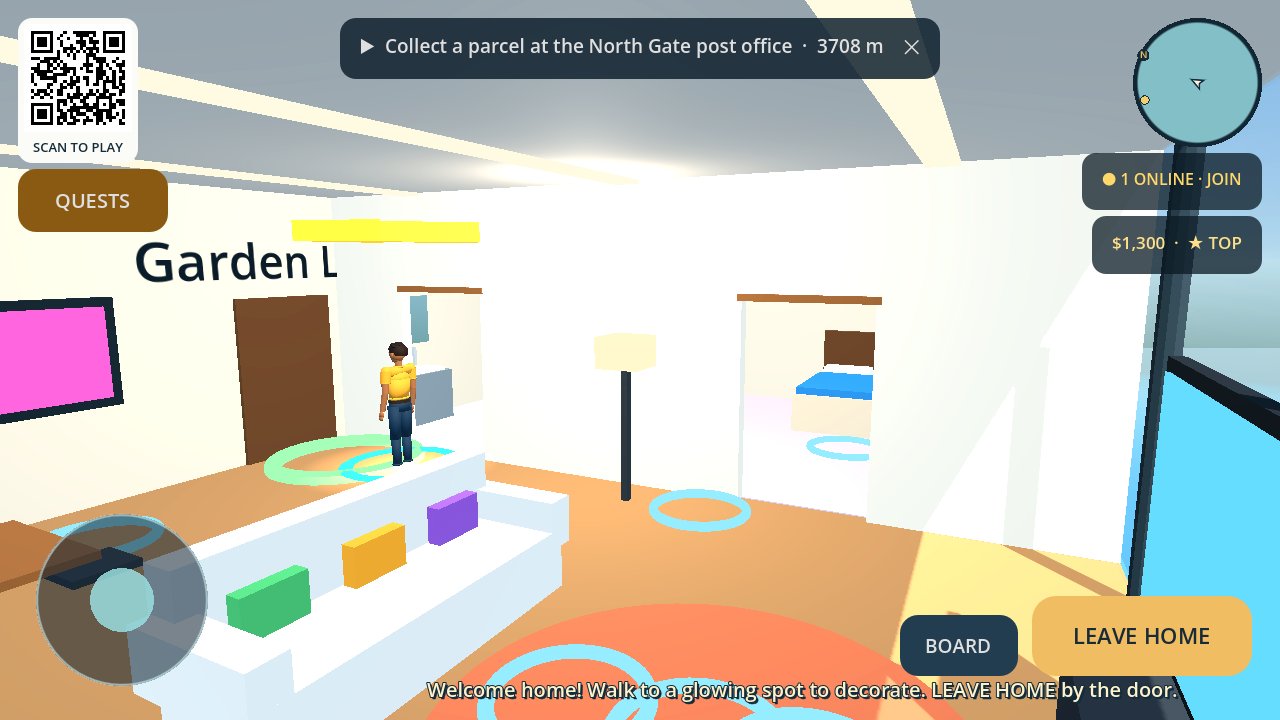 Collect a parcel at the North Gate post office · 3708 m
N
SCAN TO PLAY
1 ONLINE · JOIN
QUESTS
$1,300 · ★ TOP
Garden L
BOARD
LEAVE HOME
Welcome home! Walk to a glowing spot to decorate. LEAVE HOME by the door.